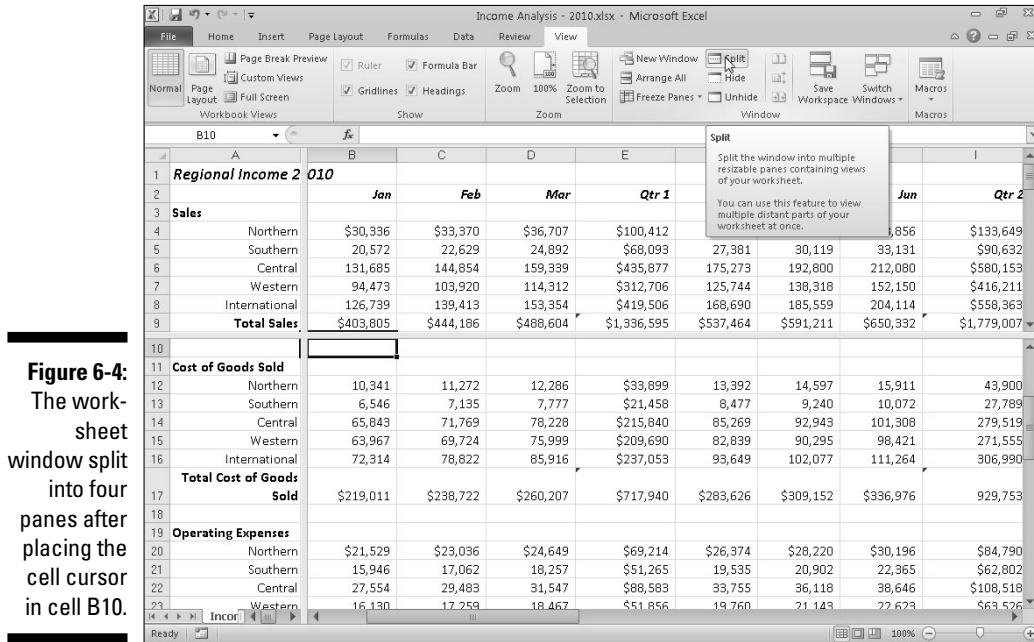 Income Analysis - 2010.xlsx - Microsoft Excel
File Home Insert Page Layout Formulas Data Review View
Normal
Page Layout
Page Break Preview
Custom Views
Full Screen
Workbook Views
Ruler
Formula Bar
Gridlines
Headings
Show
Zoom
100%
Zoom to Selection
Zoom
New Window
Arrange All
Freeze Panes
Split
Hide
Unhide
Save Workspace
Switch Windows
Window
Macros
Macros
B10 fx
Split
Split the window into multiple
resizable panes containing views
of your worksheet.
You can use this feature to view
multiple distant parts of your
worksheet at once.
A B C D E I
1 Regional Income 2010
2 Jan Feb Mar Qtr 1 Jun Qtr 2
3 Sales
4 Northern $30,336 $33,370 $36,707 $100,412 ,856 $133,649
5 Southern 20,572 22,629 24,892 $68,093 27,381 30,119 33,131 $90,632
6 Central 131,685 144,854 159,339 $435,877 175,273 192,800 212,080 $580,153
7 Western 94,473 103,920 114,312 $312,706 125,744 138,318 152,150 $416,211
8 International 126,739 139,413 153,354 $419,506 168,690 185,559 204,114 $558,363
9 Total Sales $403,805 $444,186 $488,604 $1,336,595 $537,464 $591,211 $650,332 $1,779,007
10
11 Cost of Goods Sold
12 Northern 10,341 11,272 12,286 $33,899 13,392 14,597 15,911 43,900
13 Southern 6,546 7,135 7,777 $21,458 8,477 9,240 10,072 27,789
14 Central 65,843 71,769 78,228 $215,840 85,269 92,943 101,308 279,519
15 Western 63,967 69,724 75,999 $209,690 82,839 90,295 98,421 271,555
16 International 72,314 78,822 85,916 $237,053 93,649 102,077 111,264 306,990
Total Cost of Goods
17 Sold $219,011 $238,722 $260,207 $717,940 $283,626 $309,152 $336,976 929,753
18
19 Operating Expenses
20 Northern $21,529 $23,036 $24,649 $69,214 $26,374 $28,220 $30,196 $84,790
21 Southern 15,946 17,062 18,257 $51,265 19,535 20,902 22,365 $62,802
22 Central 27,554 29,483 31,547 $88,583 33,755 36,118 38,646 $108,518
23 Western 16,130 17,259 18,467 $51,856 19,760 21,143 22,623 $63,526
Incor
Ready 100%
Figure 6-4:
The work-
sheet
window split
into four
panes after
placing the
cell cursor
in cell B10.